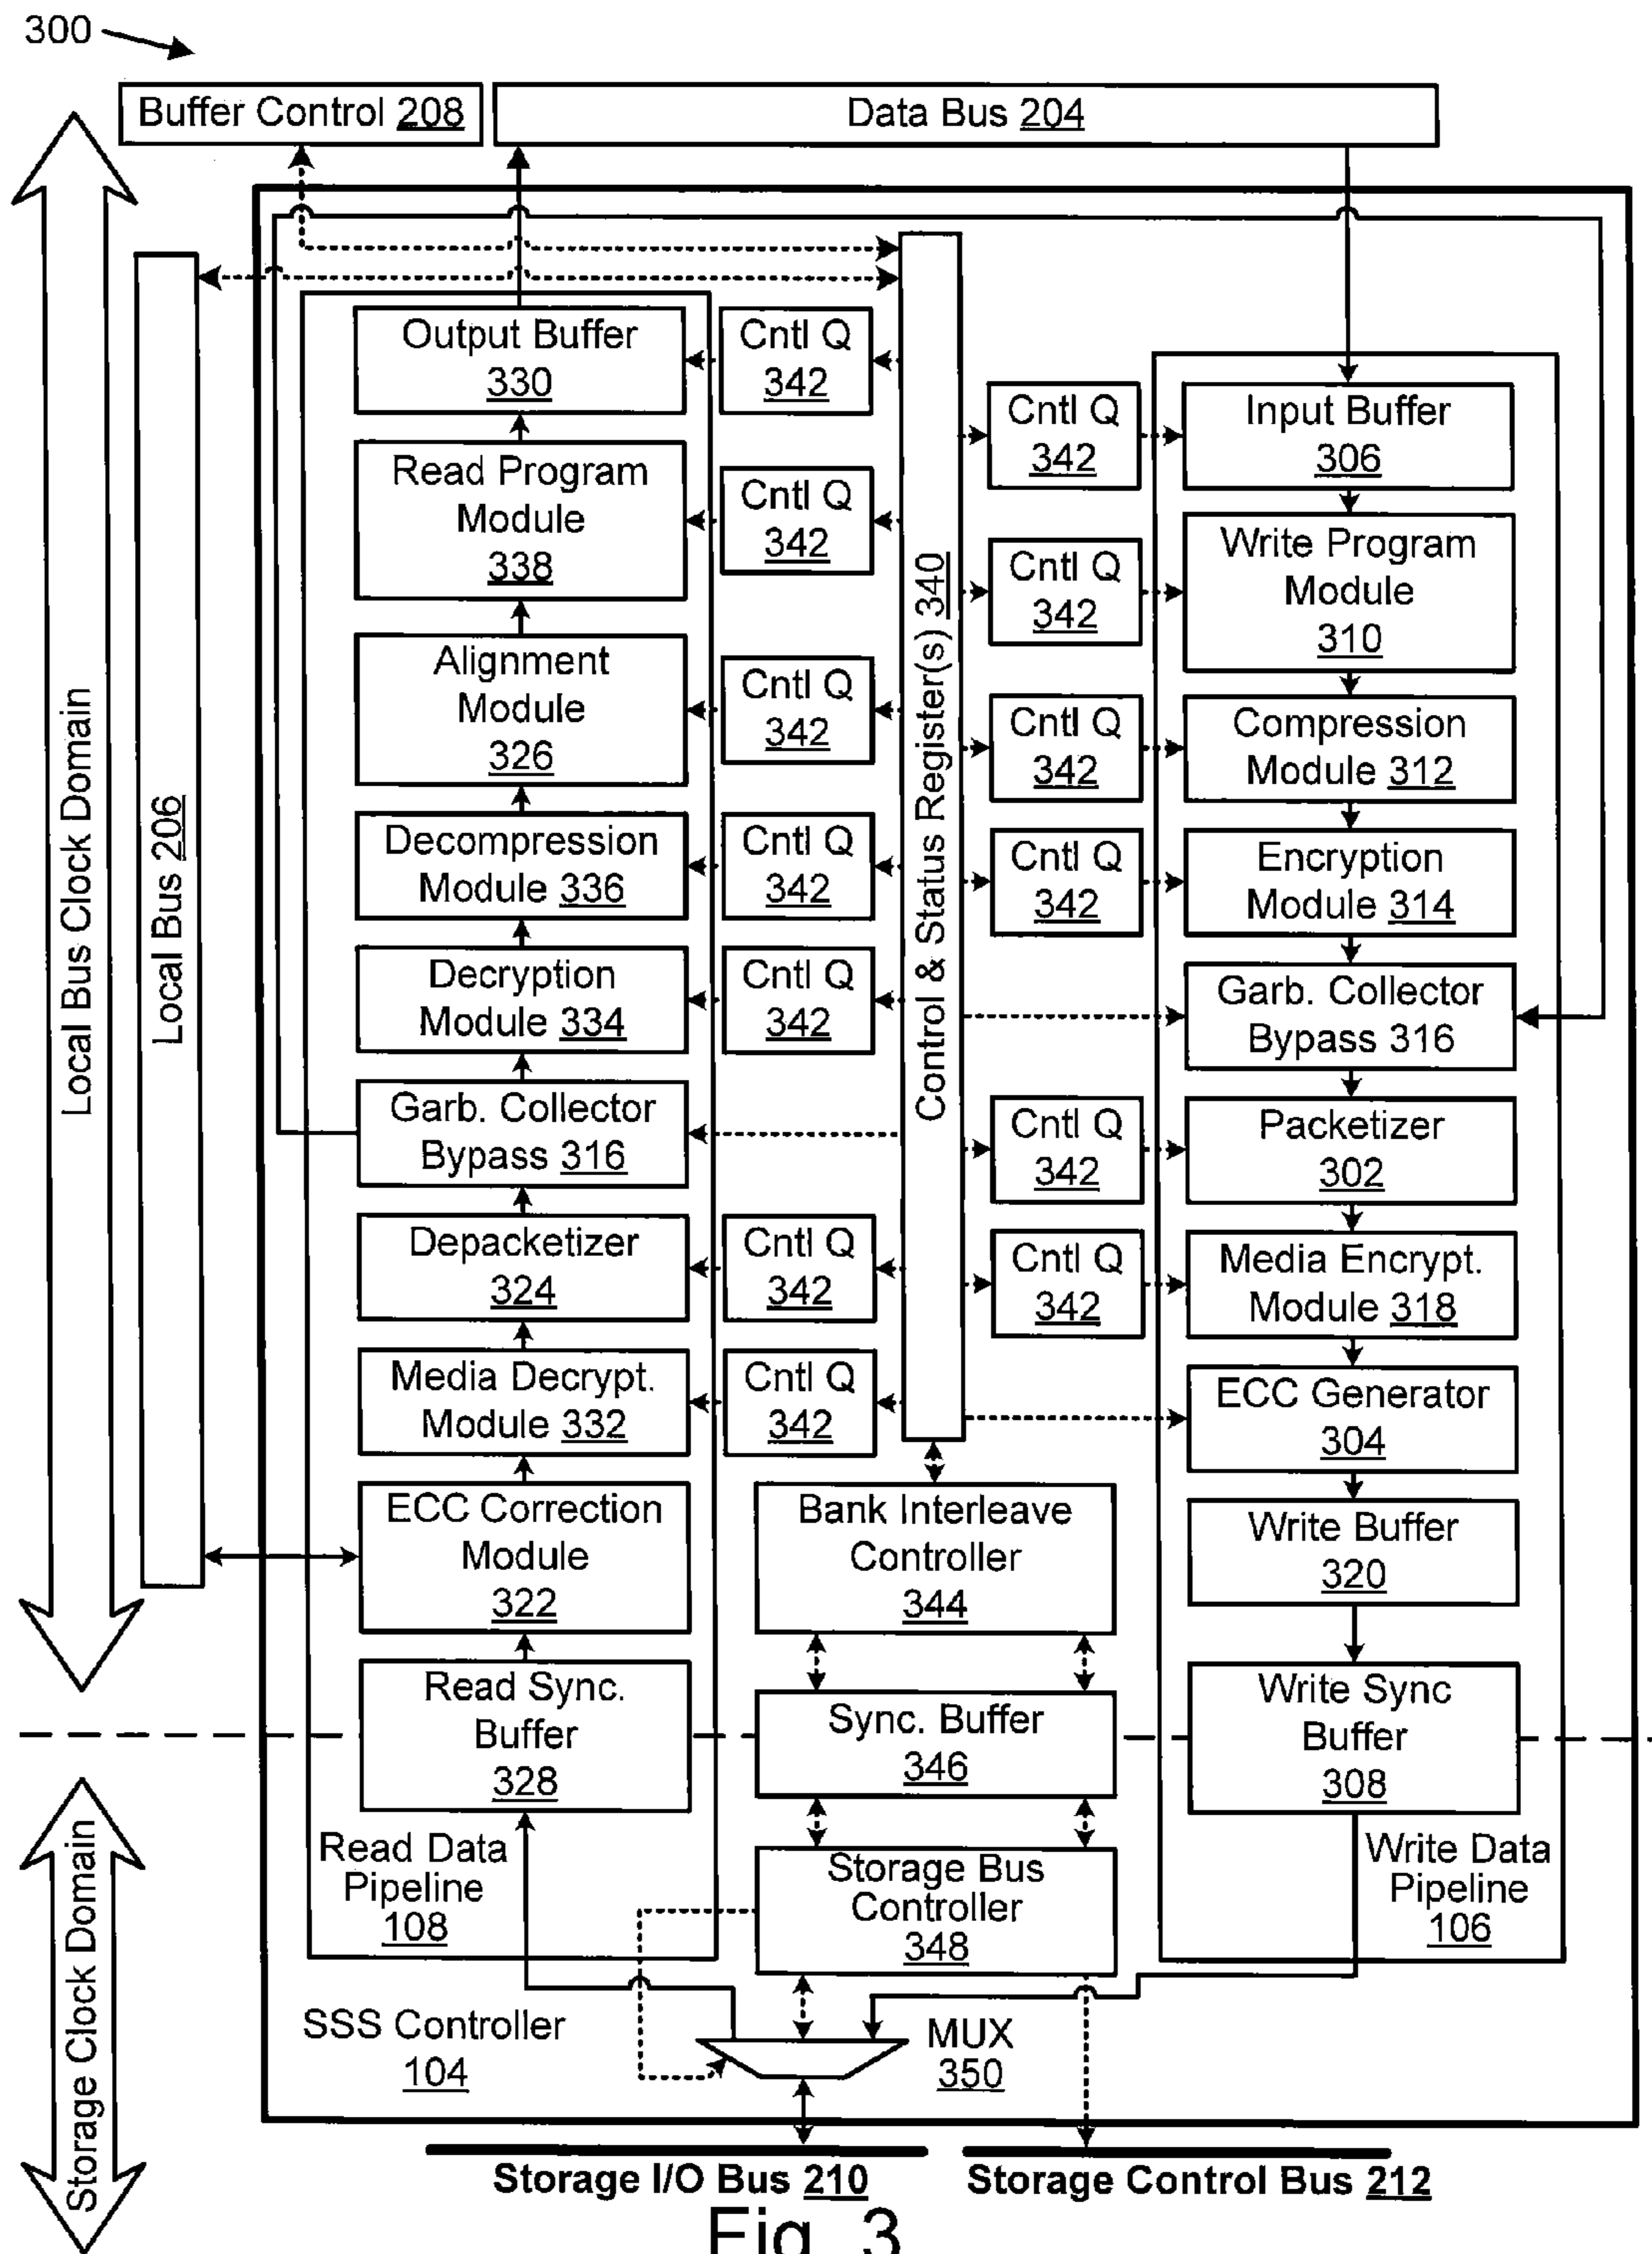 300
Buffer Control 208
Data Bus 204
Local Bus Clock Domain
Local Bus 206
Output Buffer
330
Cntl Q
342
Read Program
Module
338
Cntl Q
342
Alignment
Module
326
Cntl Q
342
Decompression
Module 336
Cntl Q
342
Decryption
Module 334
Cntl Q
342
Garb. Collector
Bypass 316
Depacketizer
324
Cntl Q
342
Media Decrypt.
Module 332
Cntl Q
342
ECC Correction
Module
322
Read Sync.
Buffer
328
Read Data
Pipeline
108
Control & Status Register(s) 340
Bank Interleave
Controller
344
Sync. Buffer
346
Storage Bus
Controller
348
Cntl Q
342
Input Buffer
306
Cntl Q
342
Write Program
Module
310
Cntl Q
342
Compression
Module 312
Cntl Q
342
Encryption
Module 314
Garb. Collector
Bypass 316
Cntl Q
342
Packetizer
302
Cntl Q
342
Media Encrypt.
Module 318
ECC Generator
304
Write Buffer
320
Write Sync
Buffer
308
Write Data
Pipeline
106
Storage Clock Domain
SSS Controller
104
MUX
350
Storage I/O Bus 210
Storage Control Bus 212
Fig. 3